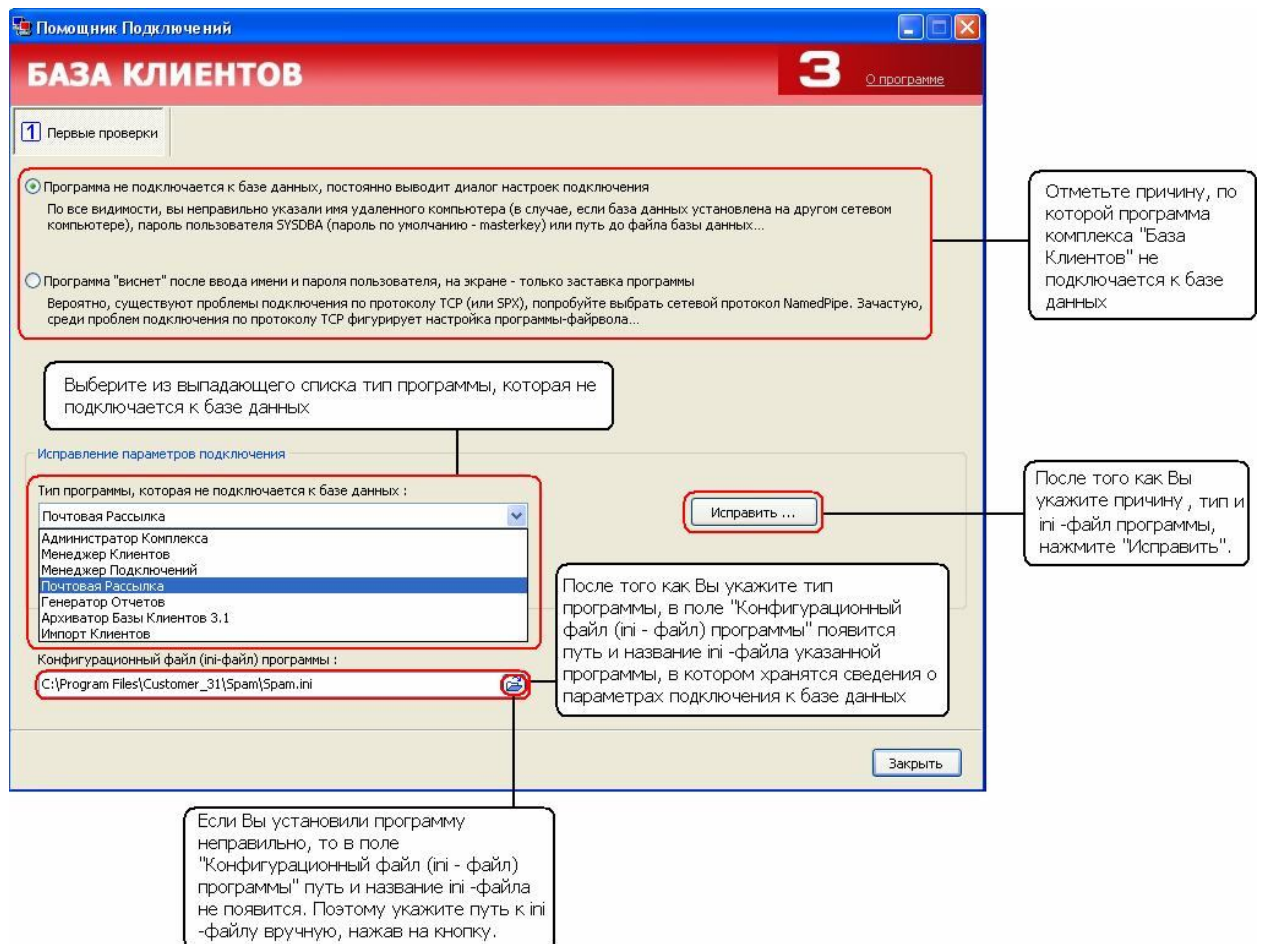 Помощник Подключений
БАЗА КЛИЕНТОВ
3
О программе
1 Первые проверки
Программа не подключается к базе данных, постоянно выводит диалог настроек подключения
По все видимости, вы неправильно указали имя удаленного компьютера (в случае, если база данных установлена на другом сетевом
компьютере), пароль пользователя SYSDBA (пароль по умолчанию - masterkey) или путь до файла базы данных...
Программа "виснет" после ввода имени и пароля пользователя, на экране - только заставка программы
Вероятно, существуют проблемы подключения по протоколу TCP (или SPX), попробуйте выбрать сетевой протокол NamedPipe. Зачастую,
среди проблем подключения по протоколу TCP фигурирует настройка программы-файрвола...
Отметьте причину, по
которой программа
комплекса "База
Клиентов" не
подключается к базе
данных
Выберите из выпадающего списка тип программы, которая не
подключается к базе данных
Исправление параметров подключения
Тип программы, которая не подключается к базе данных :
Почтовая Рассылка
Администратор Комплекса
Менеджер Клиентов
Менеджер Подключений
Почтовая Рассылка
Генератор Отчетов
Архиватор Базы Клиентов 3.1
Импорт Клиентов
Исправить ...
После того как Вы
укажите причину , тип и
ini -файл программы,
нажмите "Исправить".
После того как Вы укажите тип
программы, в поле "Конфигурационный
файл (ini - файл) программы" появится
путь и название ini -файла указанной
программы, в котором хранятся сведения о
параметрах подключения к базе данных
Конфигурационный файл (ini-файл) программы :
C:\Program Files\Customer_31\Spam\Spam.ini
Закрыть
Если Вы установили программу
неправильно, то в поле
"Конфигурационный файл (ini - файл)
программы" путь и название ini -файла
не появится. Поэтому укажите путь к ini
-файлу вручную, нажав на кнопку.